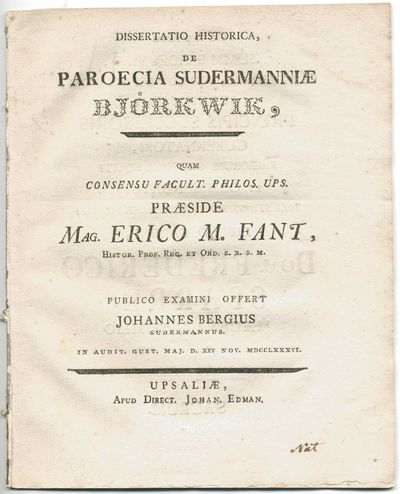 DISSERTATIO HISTORICA,
DE
PAROECIA SUDERMANNIÆ
BJÖRKWIK,
QUAM
CONSENSU FACULT. PHILOS. UPS.
PRÆSIDE
MAG. ERICO M. FANT,
HISTOR. PROF. REG. ET ORD. S. R. S. M.
PUBLICO EXAMINI OFFERT
JOHANNES BERGIUS
SUDERMANNUS.
IN AUDIT. GUST. MAJ. D. XXV NOV. MDCCLXXXVI.
UPSALIÆ,
APUD DIRECT. JOHAN. EDMAN.
Nat